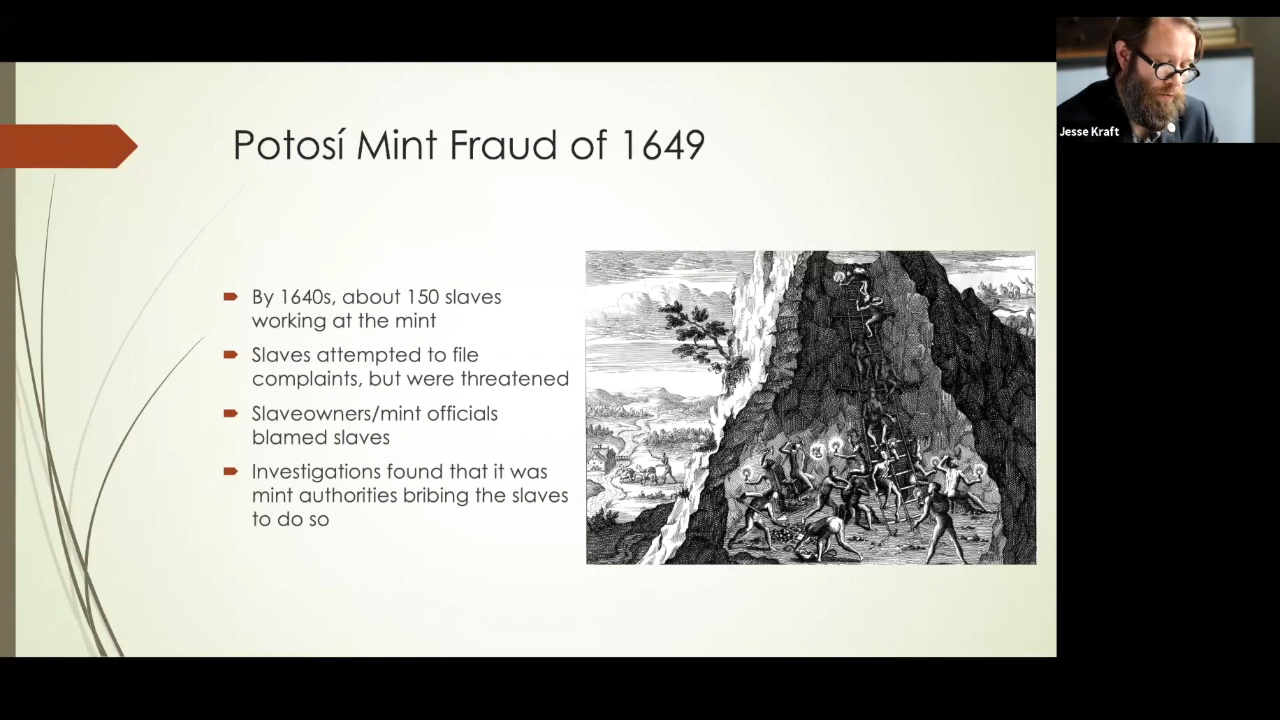 Potosí Mint Fraud of 1649
By 1640s, about 150 slaves
working at the mint
Slaves attempted to file
complaints, but were threatened
Slaveowners/mint officials
blamed slaves
Investigations found that it was
mint authorities bribing the slaves
to do so
Jesse Kraft